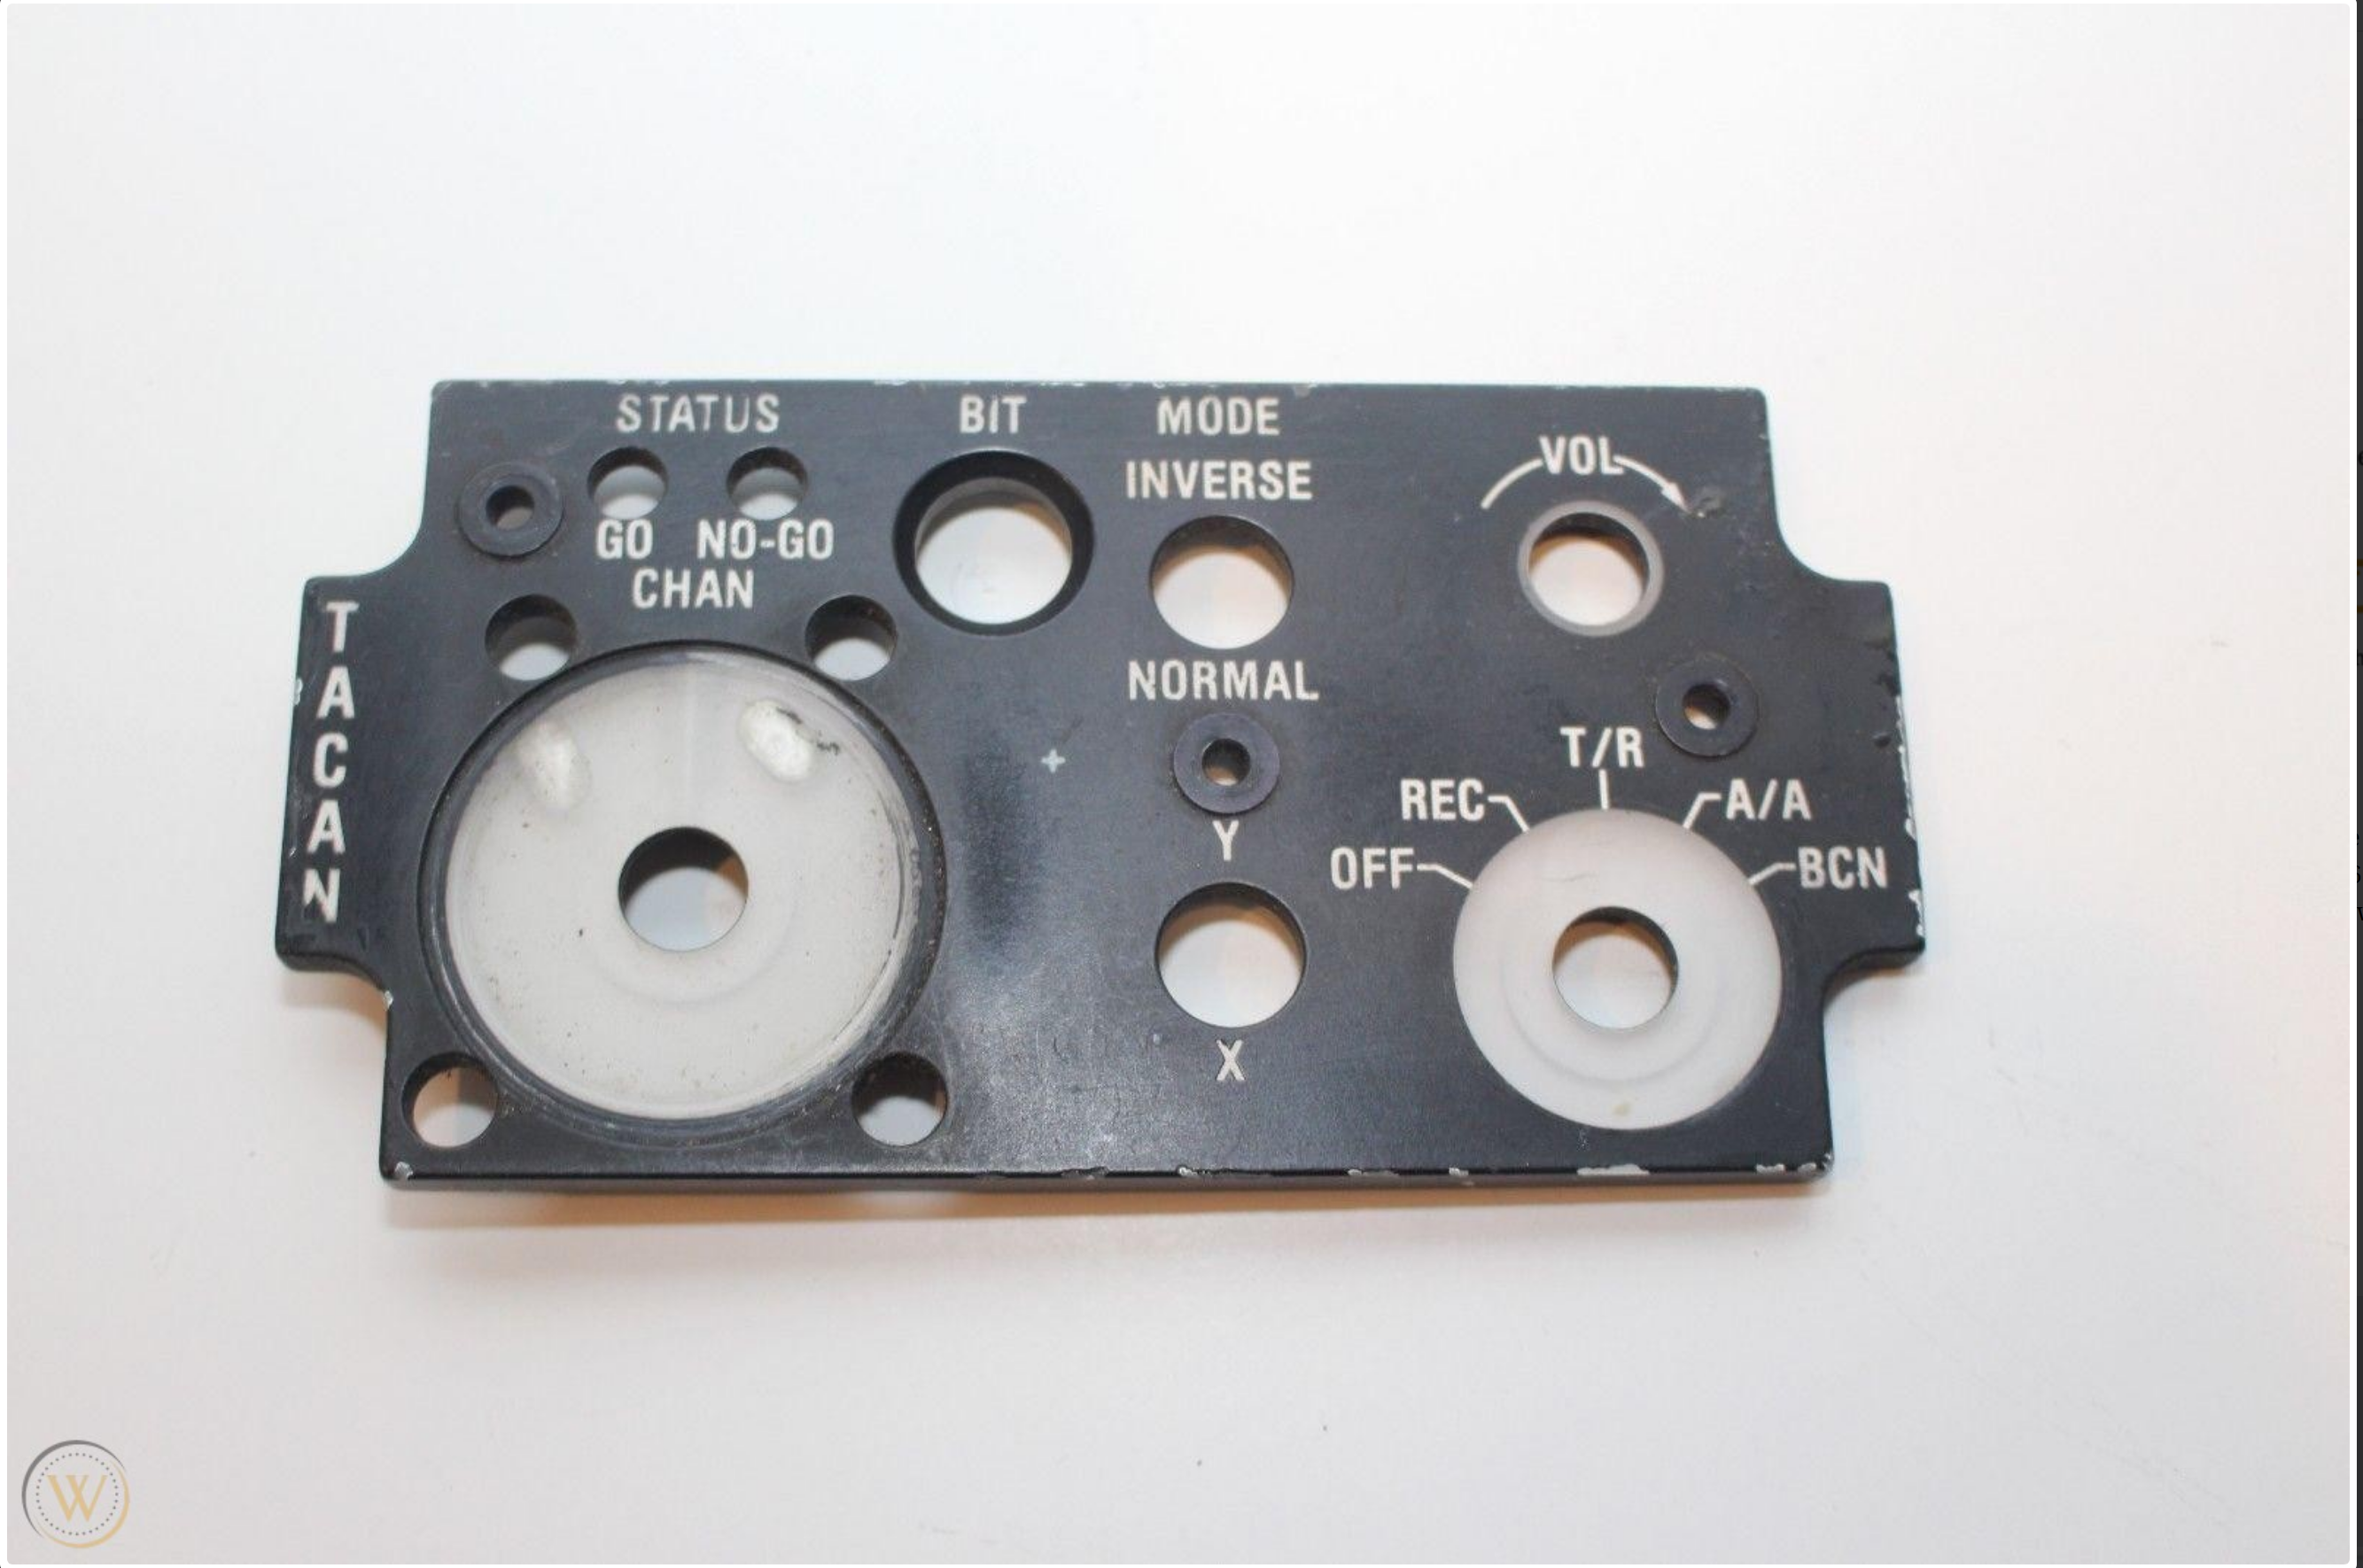 STATUS
BIT
MODE
INVERSE
VOL
GO NO-GO
CHAN
TACAN
NORMAL
T/R
REC
A/A
Y
OFF
BCN
X
W